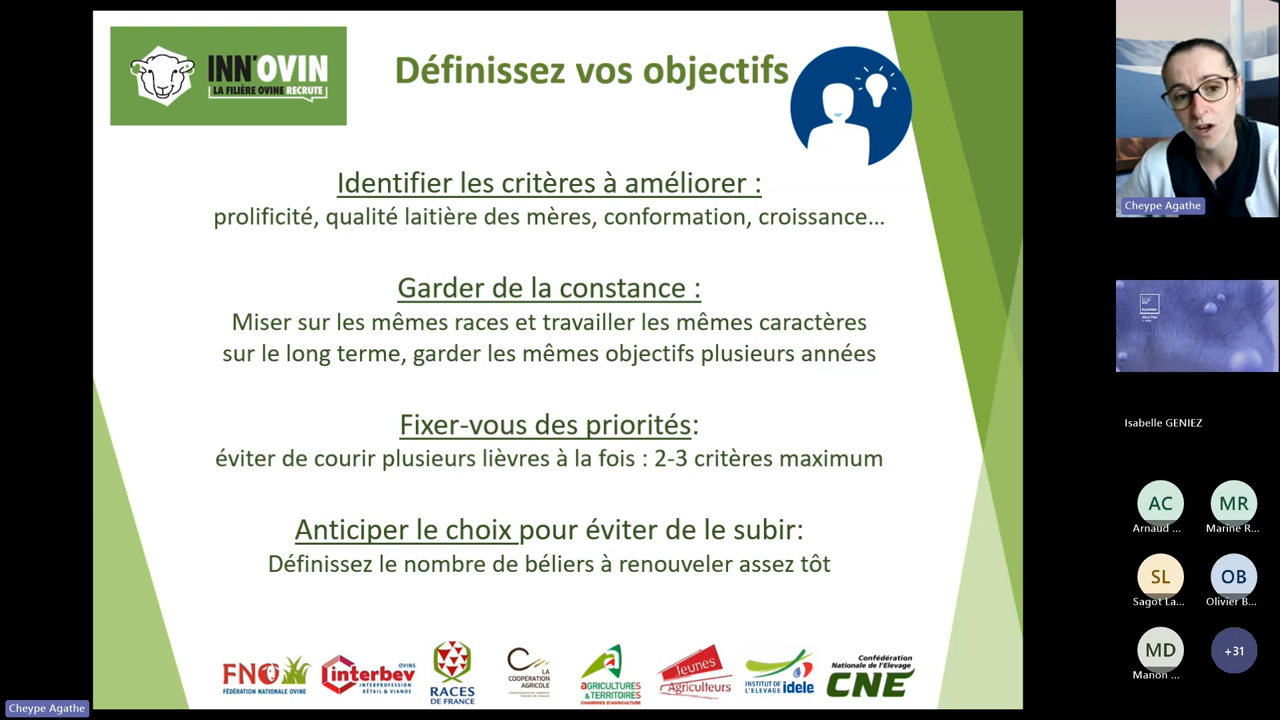 INN'OVIN
LA FILIÈRE OVINE RECRUTE
Définissez vos objectifs
Identifier les critères à améliorer :
prolificité, qualité laitière des mères, conformation, croissance...
Garder de la constance :
Miser sur les mêmes races et travailler les mêmes caractères
sur le long terme, garder les mêmes objectifs plusieurs années
Fixer-vous des priorités:
éviter de courir plusieurs lièvres à la fois : 2-3 critères maximum
Anticiper le choix pour éviter de le subir:
Définissez le nombre de béliers à renouveler assez tôt
FNO
FÉDÉRATION NATIONALE OVINE
interbev
OVINS
INTERPROFESSION
BÉTAIL & VIANDE
RACES
DE FRANCE
LA
COOPÉRATION
AGRICOLE
AGRICULTURES
& TERRITOIRES
CHAMBRES D'AGRICULTURE
Jeunes
Agriculteurs
INSTITUT DE
L'ELEVAGE idele
Confédération
Nationale de l'Elevage
CNE
Cheype Agathe
Cheype Agathe
Isabelle GENIEZ
AC
MR
Arnaud ...
Marine R...
SL
OB
Sagot La...
Olivier B...
MD
+31
Manon ...